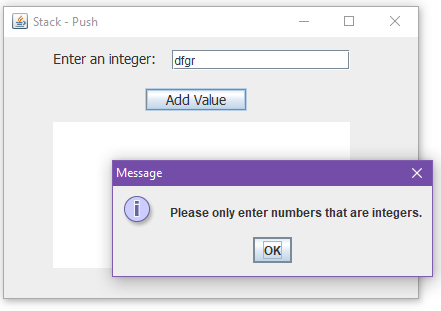 Stack - Push
Enter an integer: dfgr
Add Value
Message
Please only enter numbers that are integers.
OK